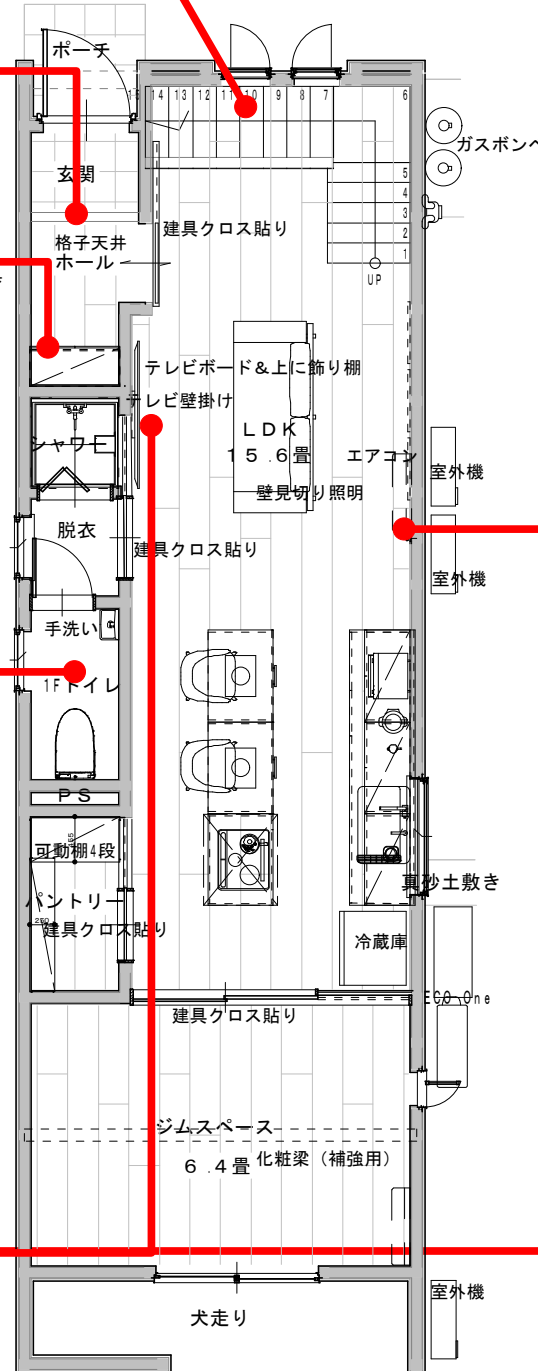 ポーチ
15 14 13 12 11 10 9 8 7 6
5
4
3
2
1
UP
ガスボンベ
玄関
格子天井
ホール
建具クロス貼り
テレビボード&上に飾り棚
テレビ壁掛け
LDK
15.6畳
エアコン
壁見切り照明
室外機
室外機
シャワー
脱衣
建具クロス貼り
手洗い
1Fトイレ
PS
可動棚4段
パントリー
250
建具クロス貼り
真砂土敷き
冷蔵庫
ECO One
建具クロス貼り
ジムスペース
6.4畳
化粧梁(補強用)
室外機
犬走り